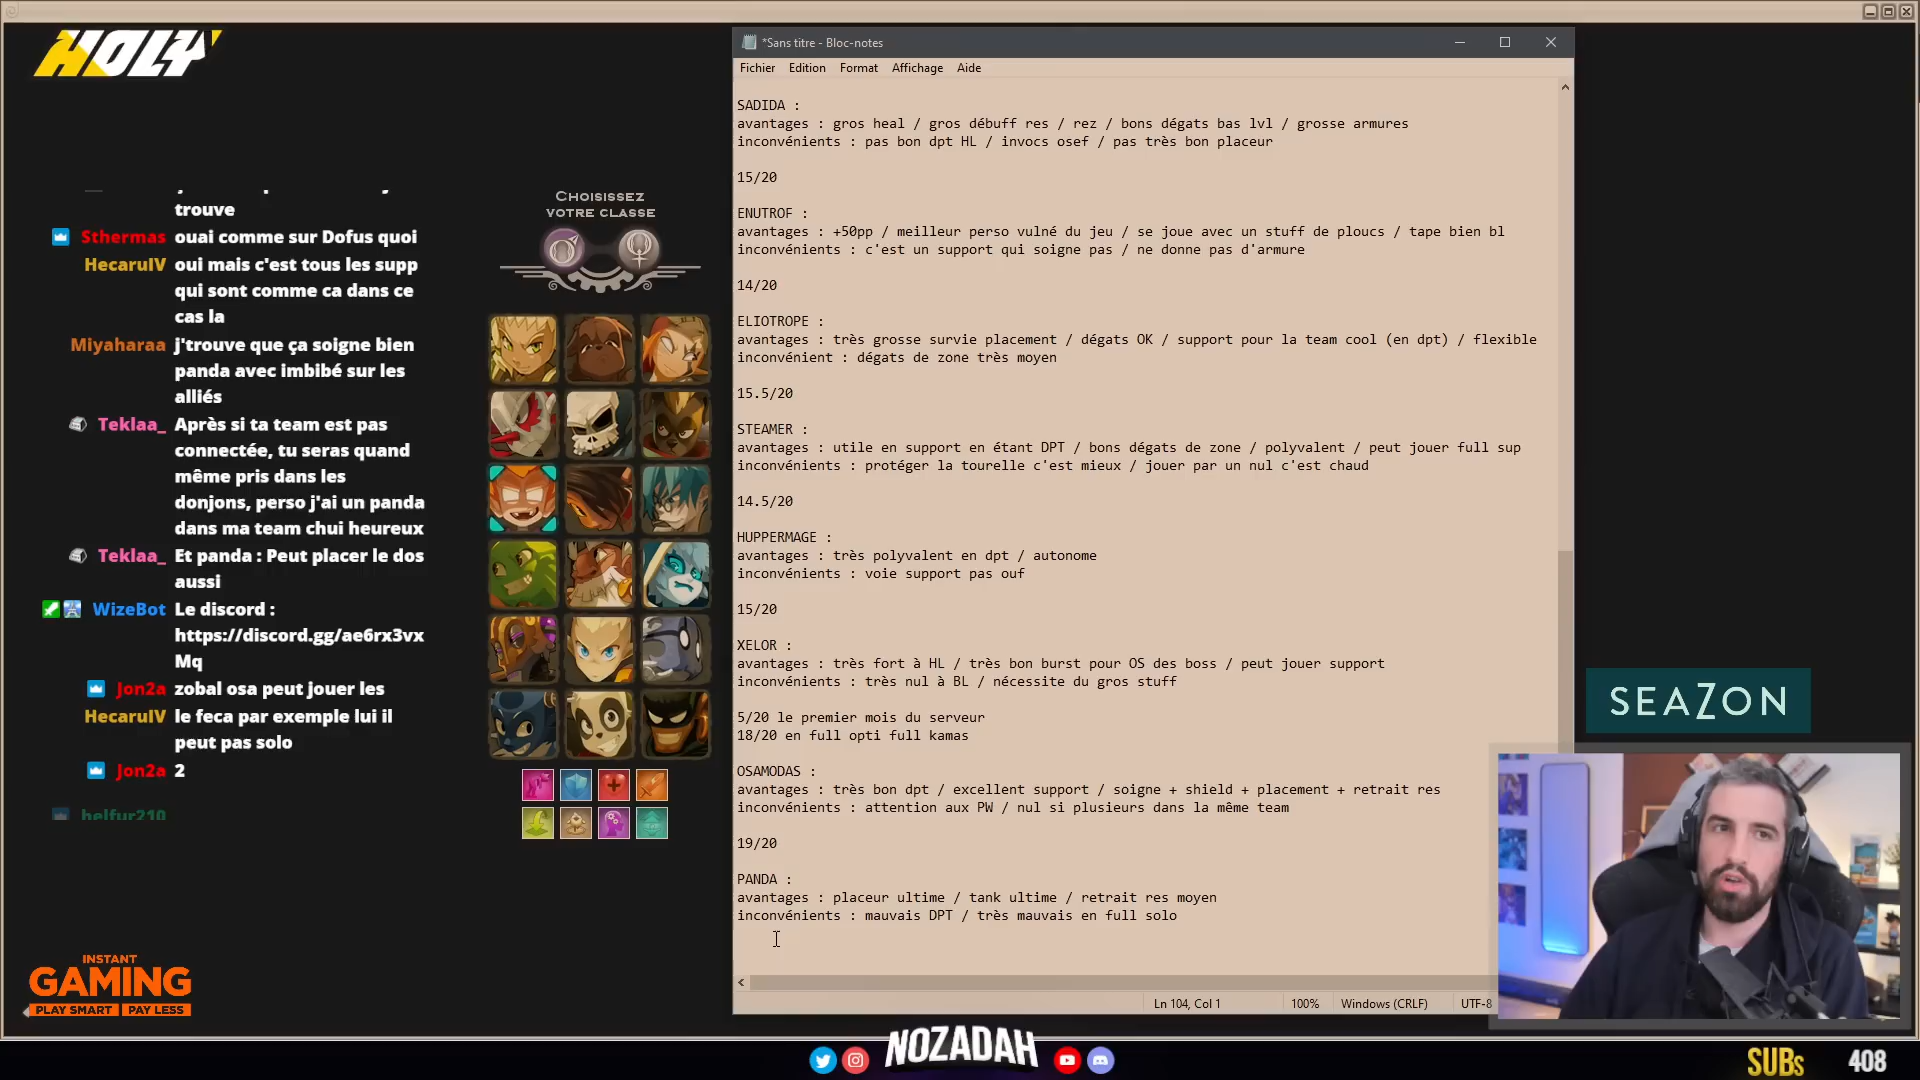 HOLY
trouve
Sthermas ouai comme sur Dofus quoi
HecaruIV oui mais c'est tous les supp
qui sont comme ca dans ce
cas la
Miyaharaa j'trouve que ça soigne bien
panda avec imbibé sur les
alliés
Teklaa_ Après si ta team est pas
connectée, tu seras quand
même pris dans les
donjons, perso j'ai un panda
dans ma team chui heureux
Teklaa_ Et panda : Peut placer le dos
aussi
WizeBot Le discord :
https://discord.gg/ae6rx3vx
Mq
Jon2a zobal osa peut jouer les
HecaruIV le feca par exemple lui il
peut pas solo
Jon2a 2
helfur210
INSTANT
GAMING
PLAY SMART PAY LESS
CHOISISSEZ
VOTRE CLASSE
*Sans titre - Bloc-notes
Fichier Edition Format Affichage Aide
SADIDA :
avantages : gros heal / gros débuff res / rez / bons dégats bas lvl / grosse armures
inconvénients : pas bon dpt HL / invocs osef / pas très bon placeur
15/20
ENUTROF :
avantages : +50pp / meilleur perso vulné du jeu / se joue avec un stuff de ploucs / tape bien bl
inconvénients : c'est un support qui soigne pas / ne donne pas d'armure
14/20
ELIOTROPE :
avantages : très grosse survie placement / dégats OK / support pour la team cool (en dpt) / flexible
inconvénient : dégats de zone très moyen
15.5/20
STEAMER :
avantages : utile en support en étant DPT / bons dégats de zone / polyvalent / peut jouer full sup
inconvénients : protéger la tourelle c'est mieux / jouer par un nul c'est chaud
14.5/20
HUPPERMAGE :
avantages : très polyvalent en dpt / autonome
inconvénients : voie support pas ouf
15/20
XELOR :
avantages : très fort à HL / très bon burst pour OS des boss / peut jouer support
inconvénients : très nul à BL / nécessite du gros stuff
5/20 le premier mois du serveur
18/20 en full opti full kamas
OSAMODAS :
avantages : très bon dpt / excellent support / soigne + shield + placement + retrait res
inconvénients : attention aux PW / nul si plusieurs dans la même team
19/20
PANDA :
avantages : placeur ultime / tank ultime / retrait res moyen
inconvénients : mauvais DPT / très mauvais en full solo
Ln 104, Col 1 100% Windows (CRLF) UTF-8
SEAZON
NOZADAH
SUBs 408